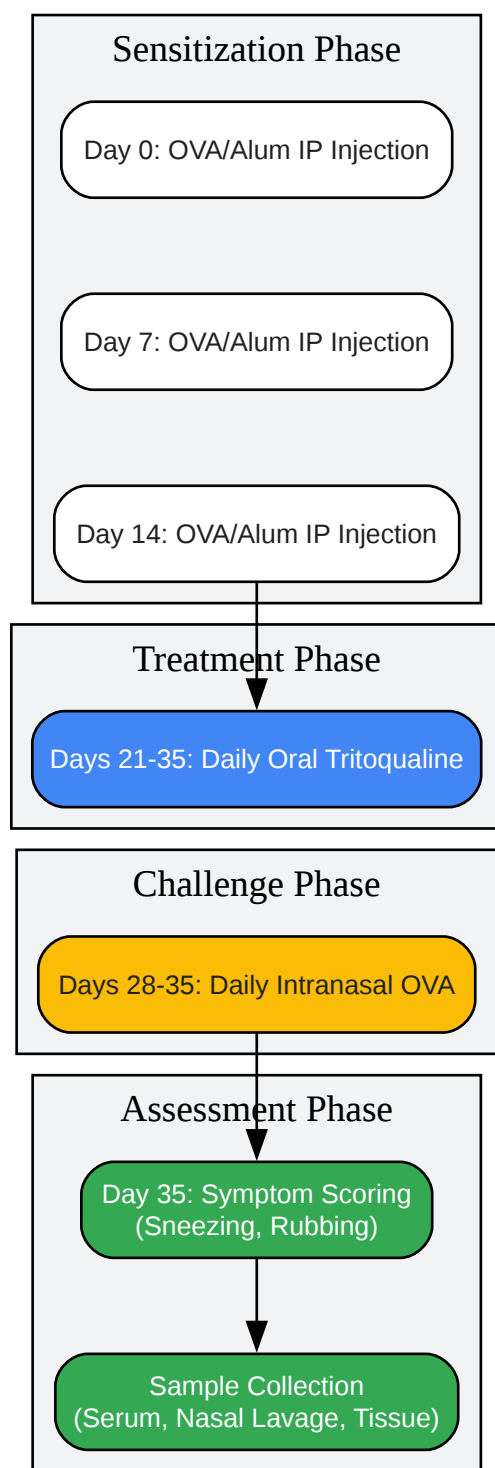 Sensitization Phase
Day 0: OVA/Alum IP Injection
Day 7: OVA/Alum IP Injection
Day 14: OVA/Alum IP Injection
Treatment Phase
Days 21-35: Daily Oral Tritoqualine
Challenge Phase
Days 28-35: Daily Intranasal OVA
Assessment Phase
Day 35: Symptom Scoring
(Sneezing, Rubbing)
Sample Collection
(Serum, Nasal Lavage, Tissue)